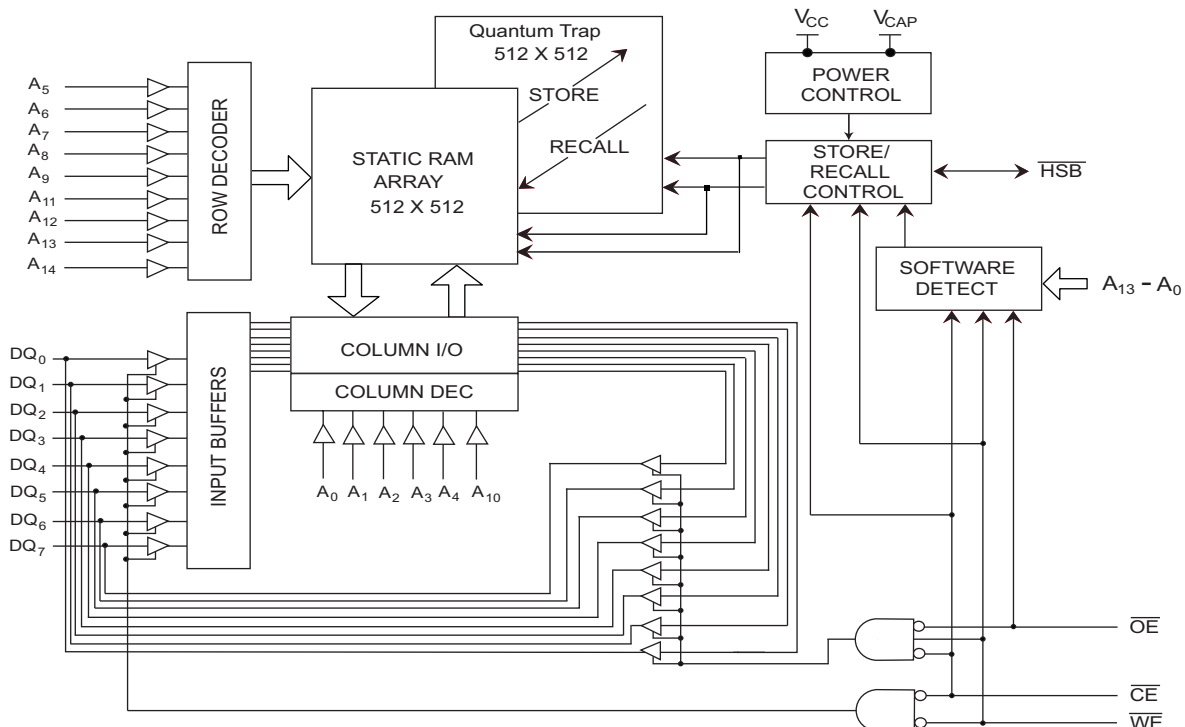 V_CC
V_CAP
Quantum Trap
512 X 512
POWER
CONTROL
A_5
A_6
A_7
A_8
A_9
A_11
A_12
A_13
A_14
ROW DECODER
STORE
RECALL
STATIC RAM
ARRAY
512 X 512
STORE/
RECALL
CONTROL
HSB
SOFTWARE
DETECT
A_13 - A_0
DQ_0
DQ_1
DQ_2
DQ_3
DQ_4
DQ_5
DQ_6
DQ_7
INPUT BUFFERS
COLUMN I/O
COLUMN DEC
A_0
A_1
A_2
A_3
A_4
A_10
OE
CE
WE